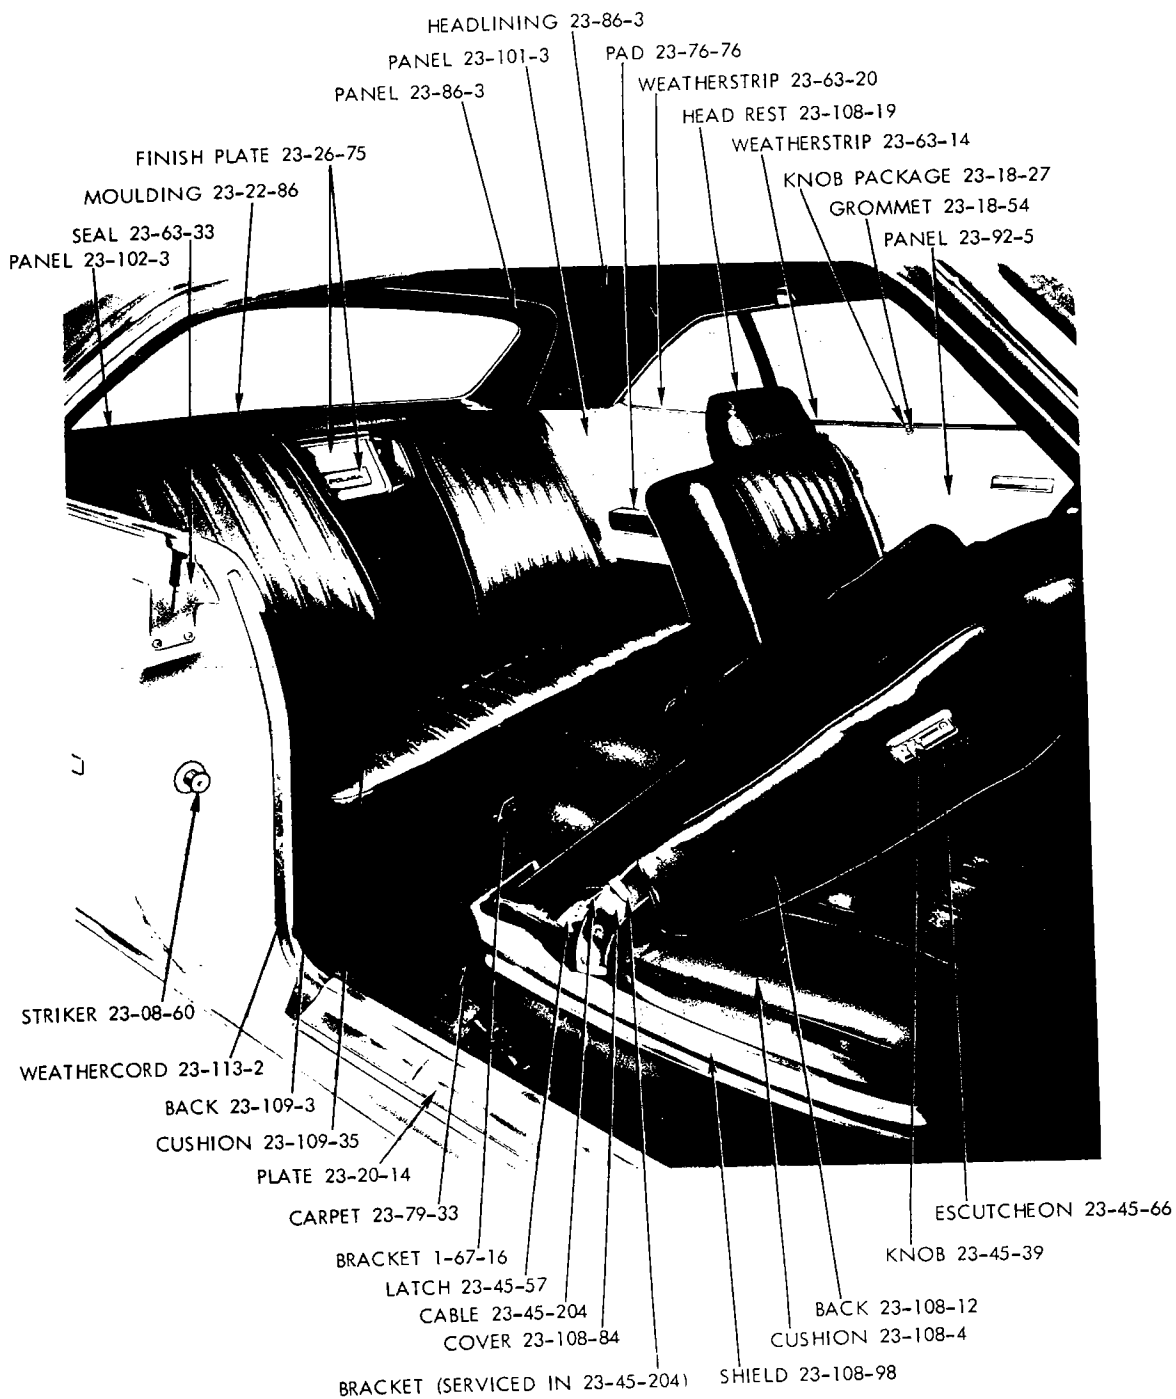 HEADLINING 23-86-3
PANEL 23-101-3
PAD 23-76-76
PANEL 23-86-3
WEATHERSTRIP 23-63-20
HEAD REST 23-108-19
FINISH PLATE 23-26-75
WEATHERSTRIP 23-63-14
MOULDING 23-22-86
KNOB PACKAGE 23-18-27
SEAL 23-63-33
GROMMET 23-18-54
PANEL 23-102-3
PANEL 23-92-5
STRIKER 23-08-60
WEATHERCORD 23-113-2
BACK 23-109-3
CUSHION 23-109-35
PLATE 23-20-14
CARPET 23-79-33
ESCUTCHEON 23-45-66
BRACKET 1-67-16
KNOB 23-45-39
LATCH 23-45-57
CABLE 23-45-204
BACK 23-108-12
COVER 23-108-84
CUSHION 23-108-4
BRACKET (SERVICED IN 23-45-204)
SHIELD 23-108-98